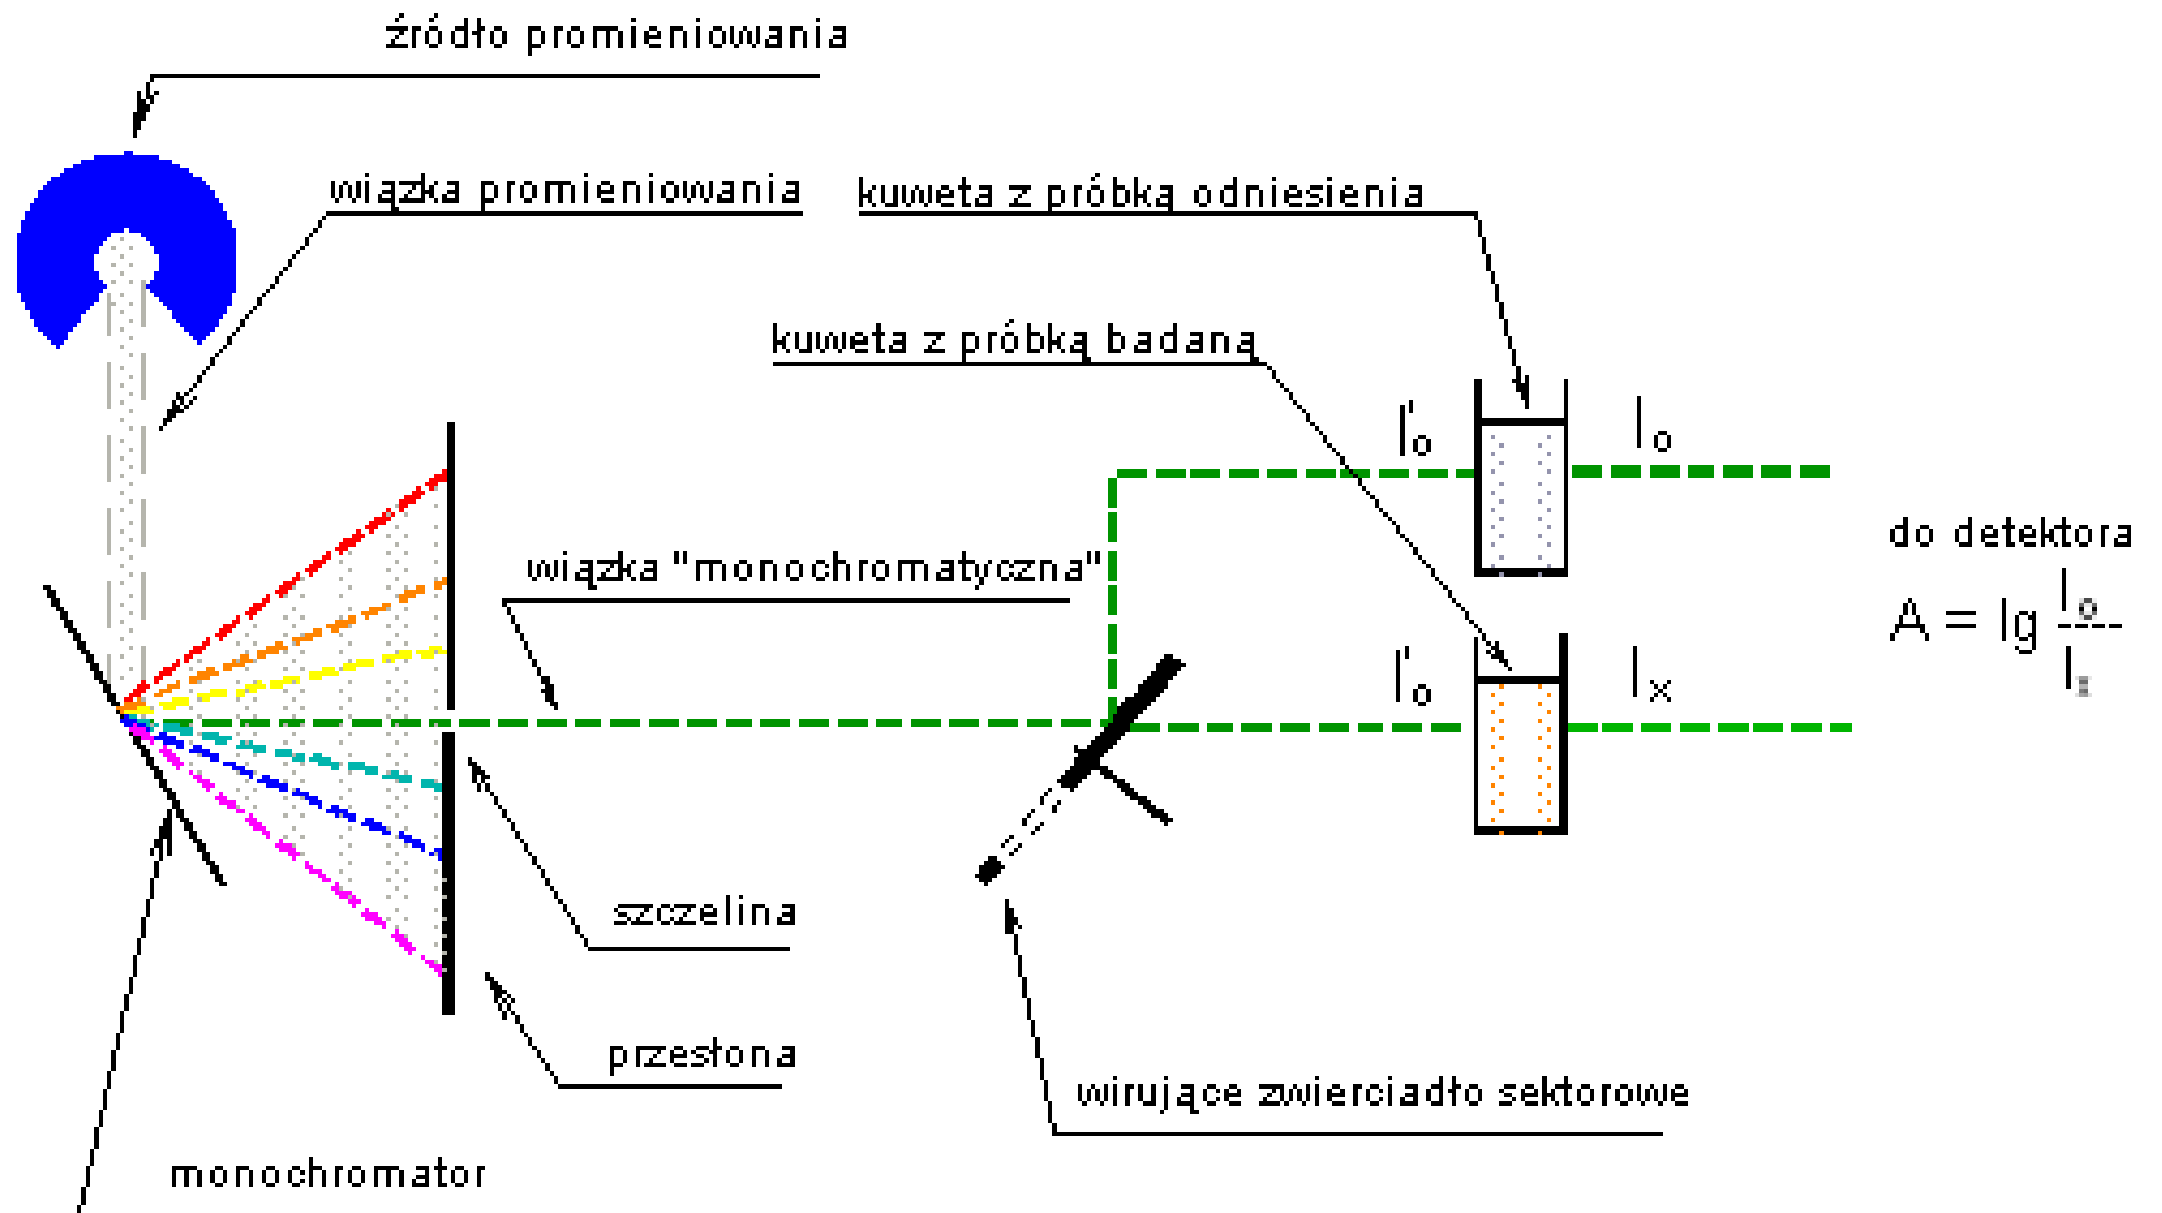 źródło promieniowania
wiązka promieniowania
kuweta z próbką odniesienia
kuweta z próbką badaną
I'o
Io
wiązka "monochromatyczna"
do detektora
A = lg Io / Ix
I'o
Ix
szczelina
przesłona
wirujące zwierciadło sektorowe
monochromator